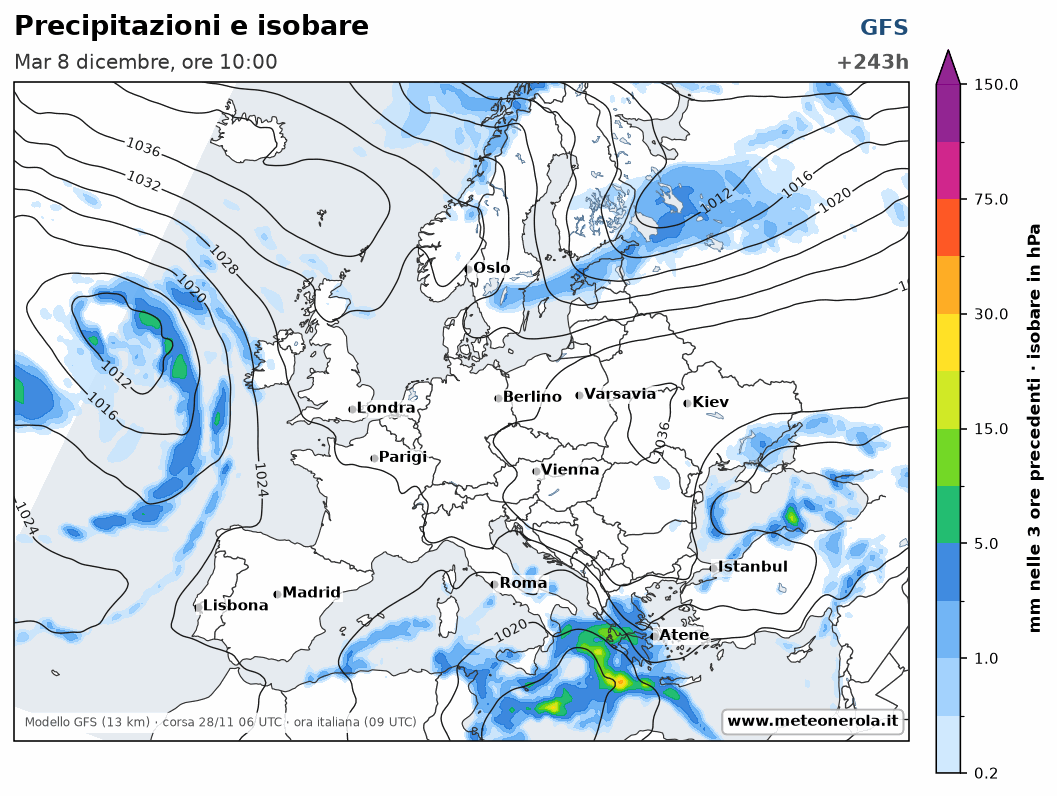 Precipitazioni e isobare
GFS
Mar 8 dicembre, ore 10:00
+243h
150.0
75.0
30.0
15.0
5.0
1.0
0.2
mm nelle 3 ore precedenti · isobare in hPa
1036
1032
1028
1020
1012
1016
1024
1024
1012
1016
1020
1036
1020
Oslo
Londra
Berlino
Varsavia
Kiev
Parigi
Vienna
Istanbul
Roma
Madrid
Lisbona
Atene
Modello GFS (13 km) · corsa 28/11 06 UTC · ora italiana (09 UTC)
www.meteonerola.it